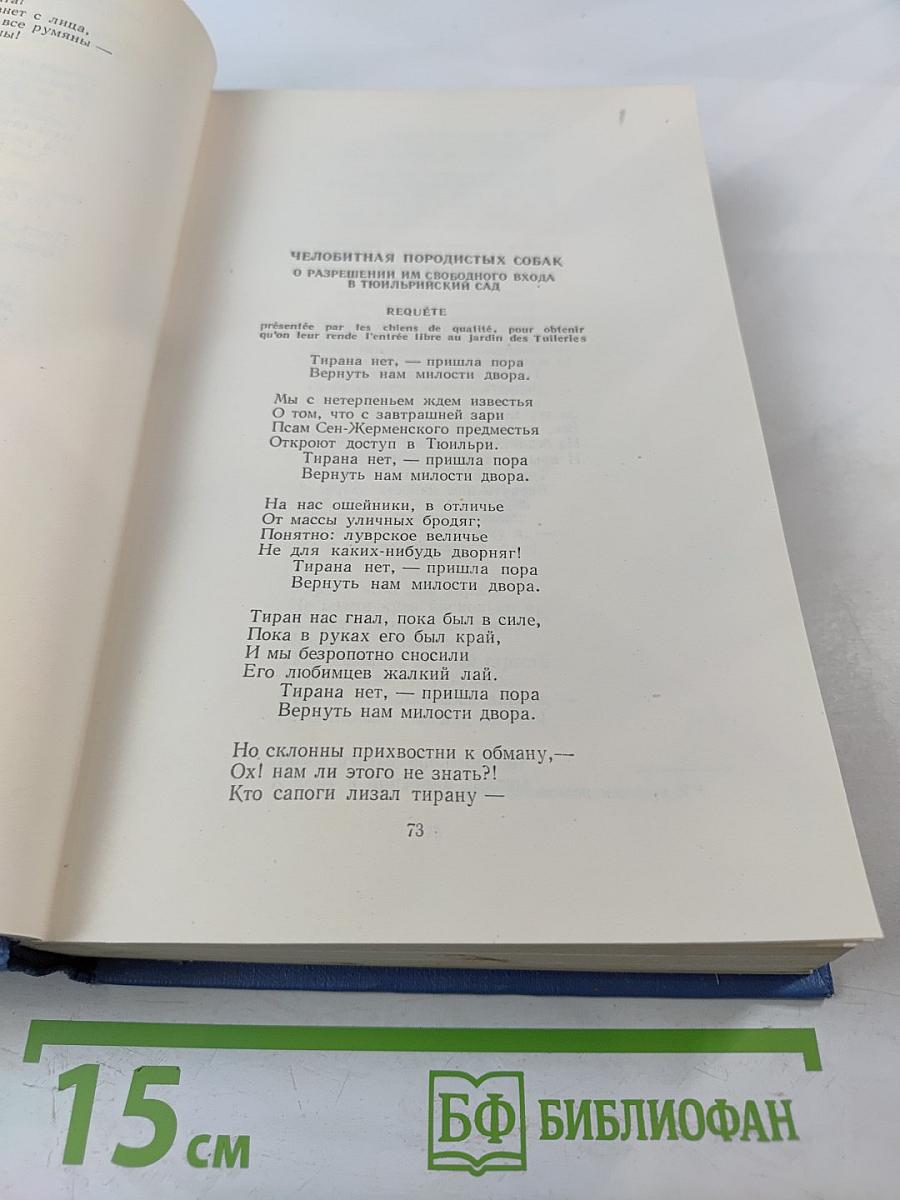 нет с лица,
все румяны —
ы!
ЧЕЛОБИТНАЯ ПОРОДИСТЫХ СОБАК
О РАЗРЕШЕНИИ ИМ СВОБОДНОГО ВХОДА
В ТЮИЛЬРИЙСКИЙ САД
REQUÊTE
présentée par les chiens de qualité, pour obtenir
qu'on leur rende l'entrée libre au jardin des Tuileries
Тирана нет, — пришла пора
Вернуть нам милости двора.
Мы с нетерпеньем ждем известья
О том, что с завтрашней зари
Псам Сен-Жерменского предместья
Откроют доступ в Тюильри.
Тирана нет, — пришла пора
Вернуть нам милости двора.
На нас ошейники, в отличье
От массы уличных бродяг;
Понятно: луврское величье
Не для каких-нибудь дворняг!
Тирана нет, — пришла пора
Вернуть нам милости двора.
Тиран нас гнал, пока был в силе,
Пока в руках его был край,
И мы безропотно сносили
Его любимцев жалкий лай.
Тирана нет, — пришла пора
Вернуть нам милости двора.
Но склонны прихвостни к обману,—
Ох! нам ли этого не знать?!
Кто сапоги лизал тирану —
73
15 см
БФ БИБЛИОФАН